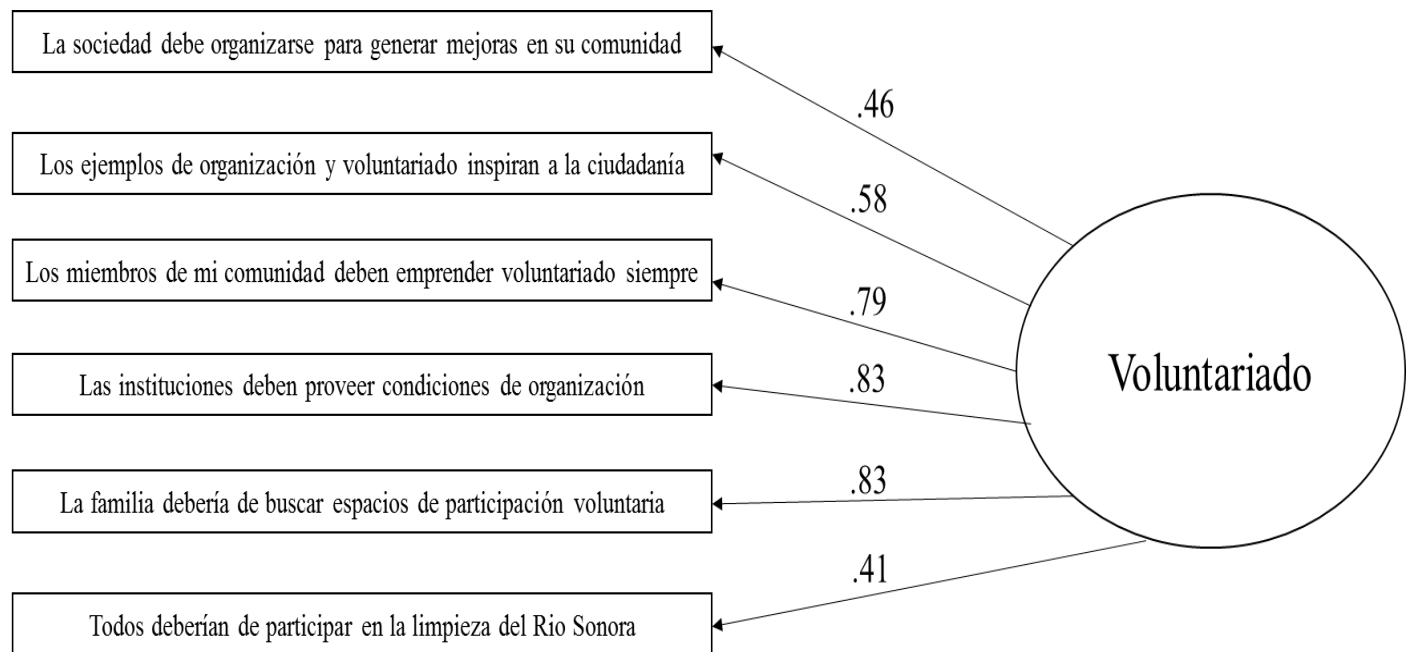 La sociedad debe organizarse para generar mejoras en su comunidad
.46
Los ejemplos de organización y voluntariado inspiran a la ciudadanía
.58
Los miembros de mi comunidad deben emprender voluntariado siempre
.79
Voluntariado
Las instituciones deben proveer condiciones de organización
.83
La familia debería de buscar espacios de participación voluntaria
.83
Todos deberían de participar en la limpieza del Rio Sonora
.41